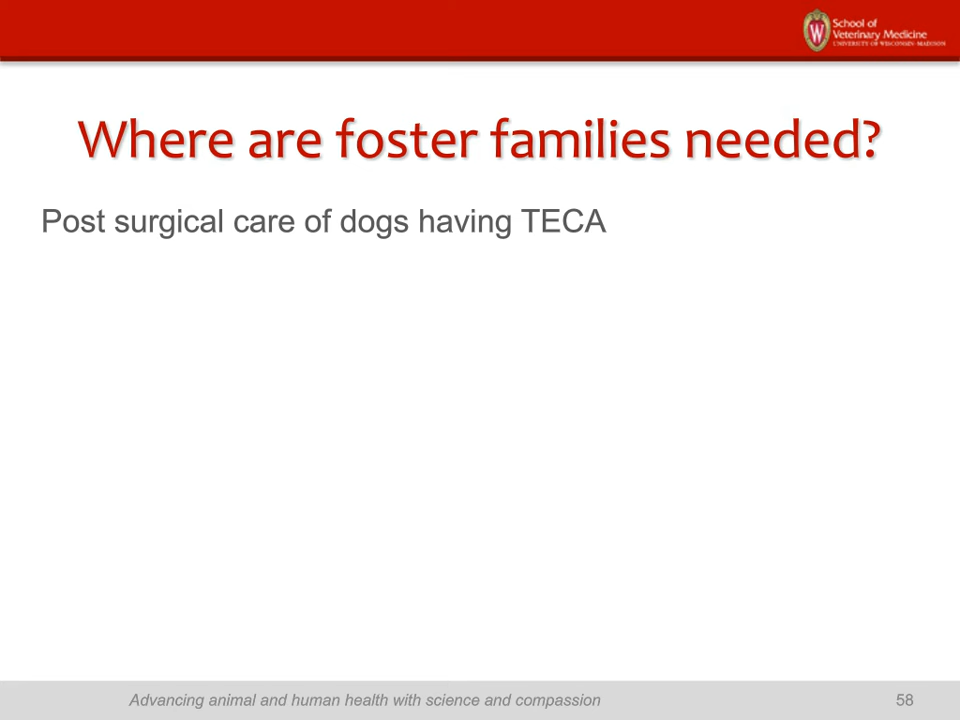 School of
Veterinary Medicine
UNIVERSITY OF WISCONSIN-MADISON
Where are foster families needed?
Post surgical care of dogs having TECA
Advancing animal and human health with science and compassion
58